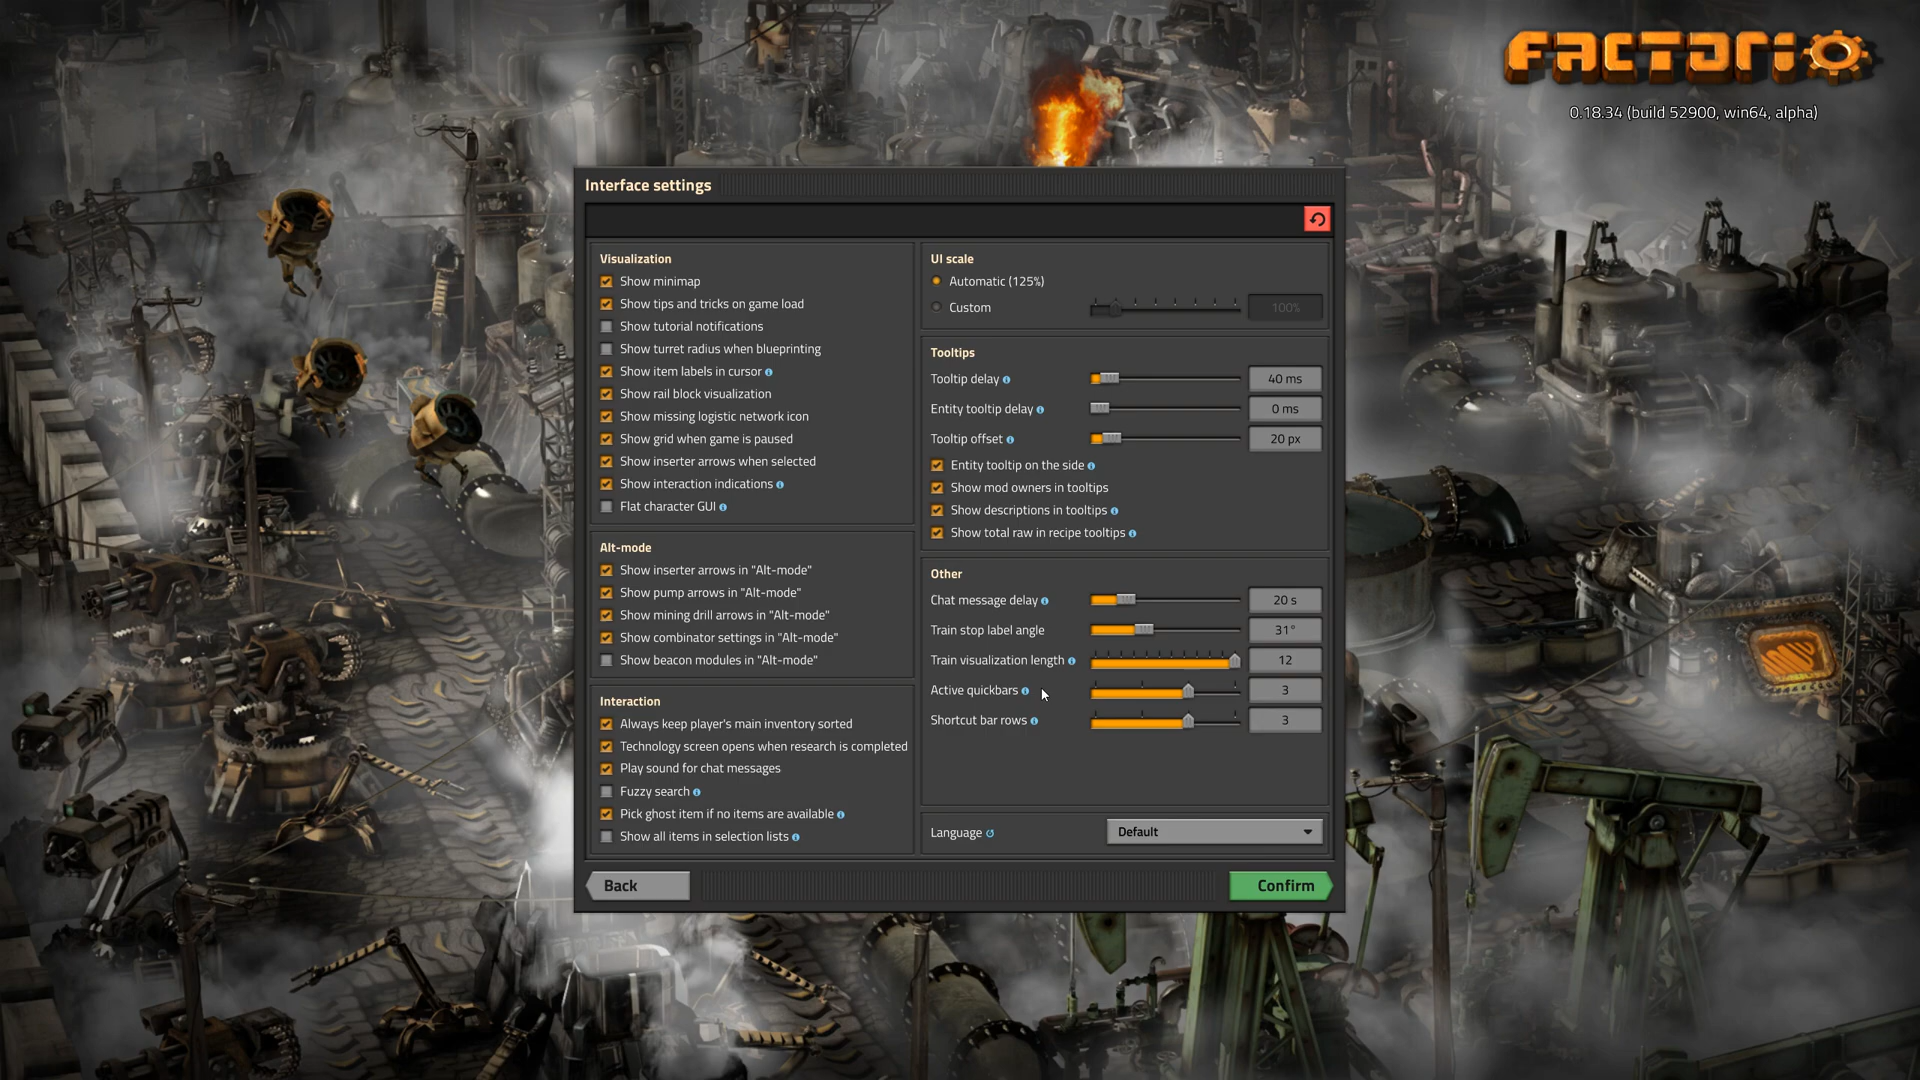 FACTORIO
0.18.34 (build 52900, win64, alpha)
Interface settings
Visualization
Show minimap
Show tips and tricks on game load
Show tutorial notifications
Show turret radius when blueprinting
Show item labels in cursor
Show rail block visualization
Show missing logistic network icon
Show grid when game is paused
Show inserter arrows when selected
Show interaction indications
Flat character GUI
Alt-mode
Show inserter arrows in "Alt-mode"
Show pump arrows in "Alt-mode"
Show mining drill arrows in "Alt-mode"
Show combinator settings in "Alt-mode"
Show beacon modules in "Alt-mode"
Interaction
Always keep player's main inventory sorted
Technology screen opens when research is completed
Play sound for chat messages
Fuzzy search
Pick ghost item if no items are available
Show all items in selection lists
UI scale
Automatic (125%)
Custom 100%
Tooltips
Tooltip delay 40 ms
Entity tooltip delay 0 ms
Tooltip offset 20 px
Entity tooltip on the side
Show mod owners in tooltips
Show descriptions in tooltips
Show total raw in recipe tooltips
Other
Chat message delay 20 s
Train stop label angle 31°
Train visualization length 12
Active quickbars 3
Shortcut bar rows 3
Language Default
Back
Confirm